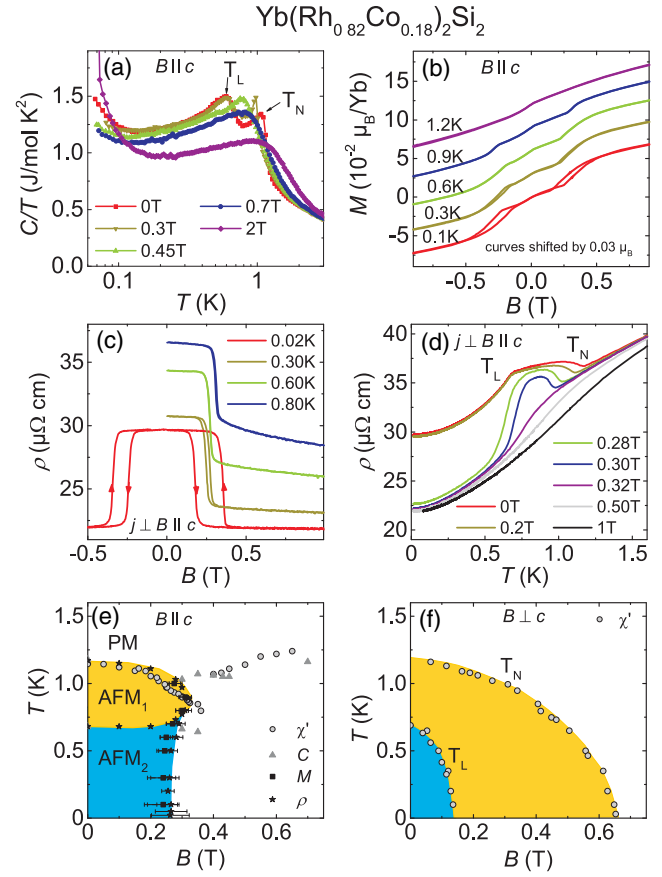 Yb(Rh0 82Co0.18)2Si2
(a) B || c TL
TN
C/T (J/mol K²)
1.5
1.0
0.5
0.0
0T
0.3T
0.45T
0.7T
2T
0.1 1
T (K)
(b) B || c
M (10⁻² μB/Yb)
15
10
5
0
-5
1.2K
0.9K
0.6K
0.3K
0.1K
curves shifted by 0.03 μB
-0.5 0.0 0.5
B (T)
(c)
ρ (μΩ cm)
35
30
25
0.02K
0.30K
0.60K
0.80K
j ⊥ B || c
-0.5 0.0 0.5
B (T)
(d) j ⊥ B || c
TL
TN
ρ (μΩ cm)
40
35
30
25
20
0T
0.2T
0.28T
0.30T
0.32T
0.50T
1T
0.0 0.5 1.0 1.5
T (K)
(e) B || c
PM
AFM1
AFM2
T (K)
1.5
1.0
0.5
0.0
χ'
C
M
ρ
0.0 0.2 0.4 0.6
B (T)
(f) B ⊥ c χ'
TN
TL
T (K)
1.5
1.0
0.5
0.0
0.0 0.2 0.4 0.6
B (T)